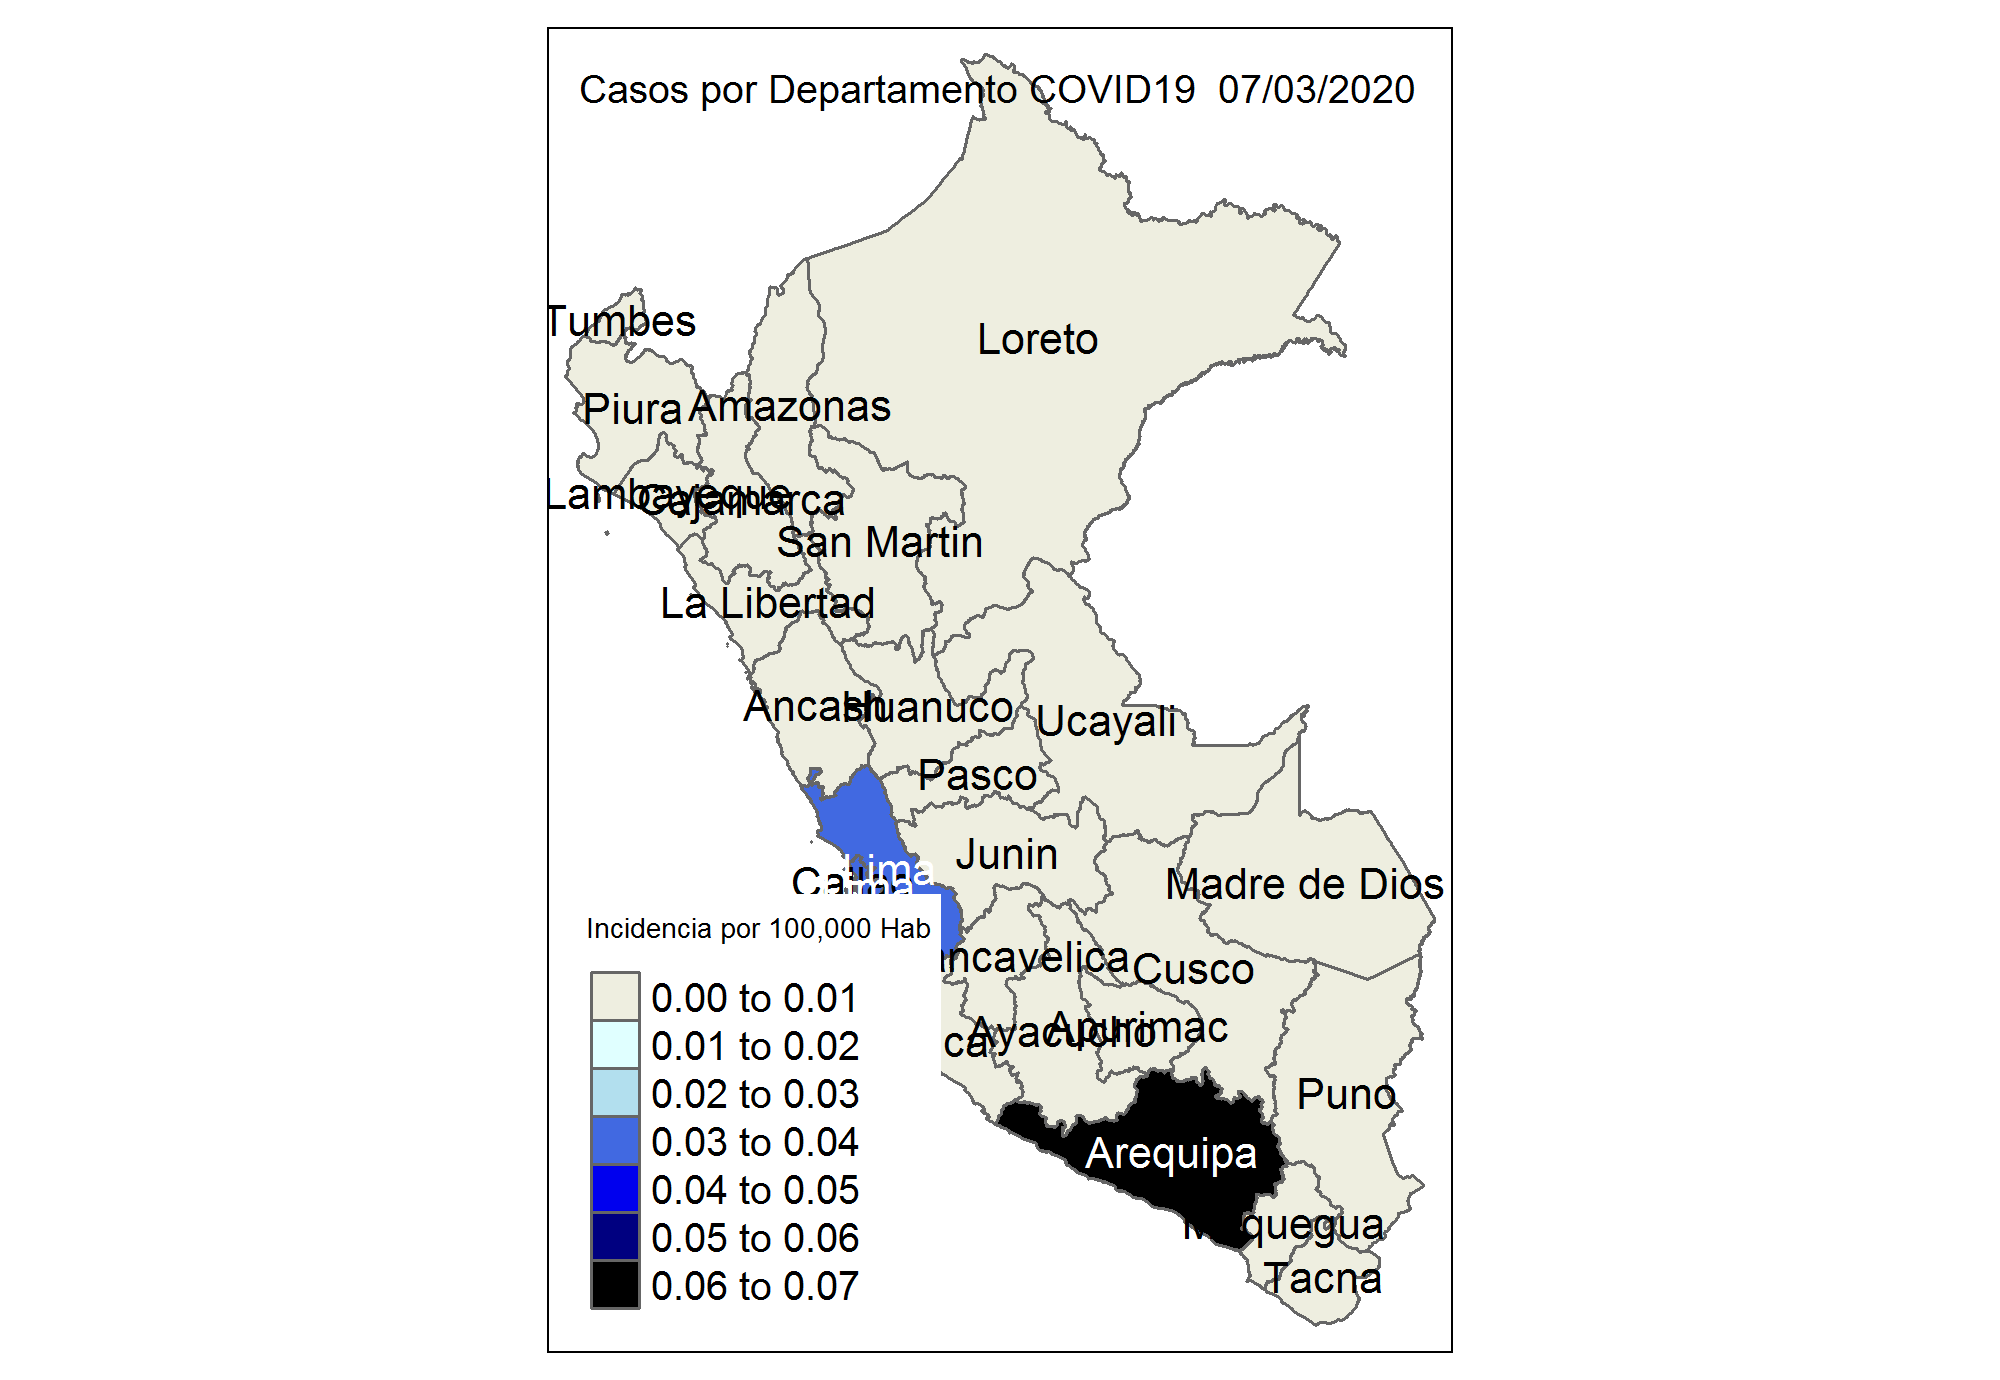 Casos por Departamento COVID19  07/03/2020
Loreto
Tumbes
Piura
Amazonas
Lambayeque
Cajamarca
San Martin
La Libertad
Ancash
Huanuco
Ucayali
Pasco
Junin
Lima
Madre de Dios
ancavelica
Cusco
Apurimac
Ayacucho
ca
Puno
Arequipa
Moquegua
Tacna
Incidencia por 100,000 Hab
0.00 to 0.01
0.01 to 0.02
0.02 to 0.03
0.03 to 0.04
0.04 to 0.05
0.05 to 0.06
0.06 to 0.07